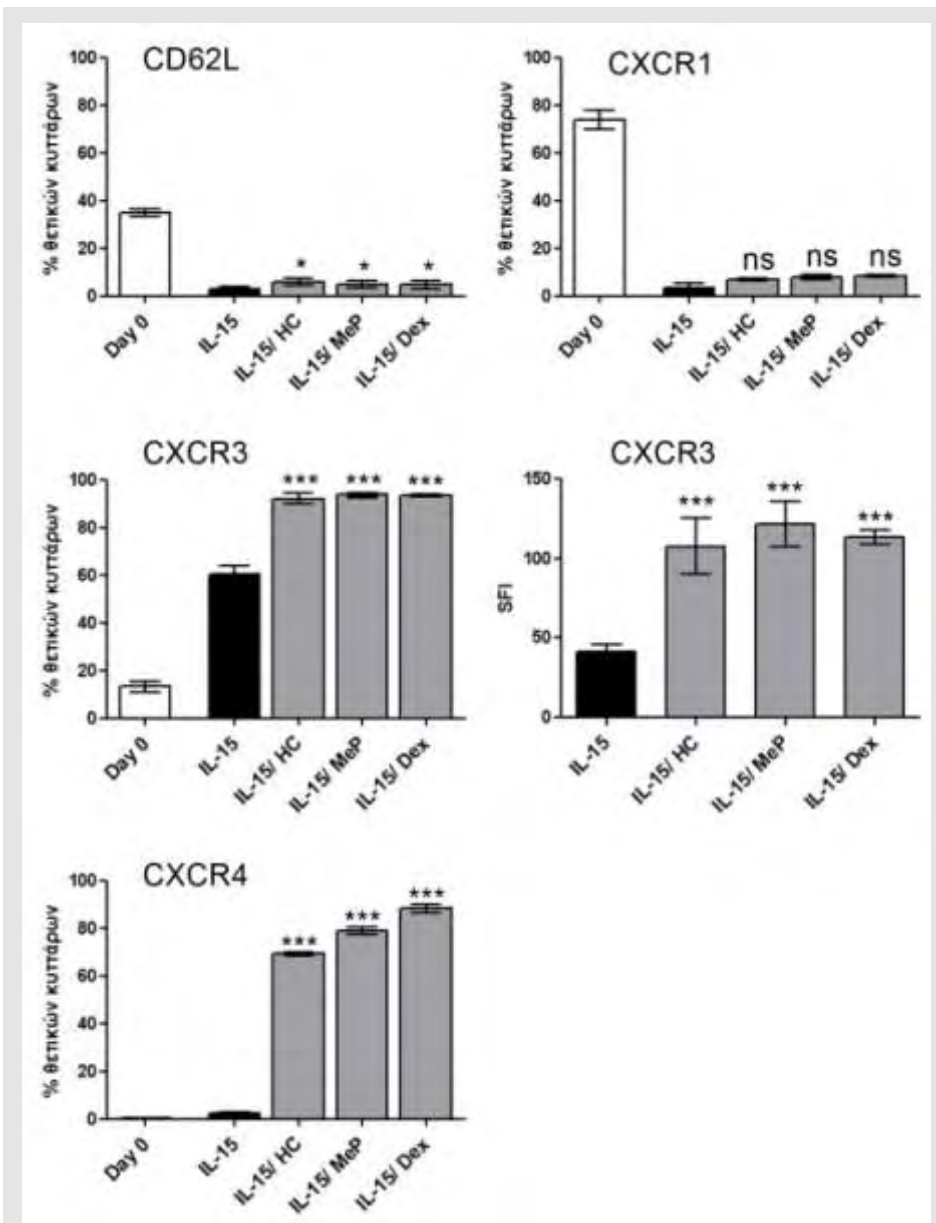 CD62L
% θετικών κυττάρων
100
80
60
40
20
0
* * *
Day 0
IL-15
IL-15/ HC
IL-15/ MeP
IL-15/ Dex
CXCR1
% θετικών κυττάρων
100
80
60
40
20
0
ns ns ns
Day 0
IL-15
IL-15/ HC
IL-15/ MeP
IL-15/ Dex
CXCR3
% θετικών κυττάρων
100
80
60
40
20
0
*** *** ***
Day 0
IL-15
IL-15/ HC
IL-15/ MeP
IL-15/ Dex
CXCR3
SFI
150
100
50
0
*** *** ***
IL-15
IL-15/ HC
IL-15/ MeP
IL-15/ Dex
CXCR4
% θετικών κυττάρων
100
80
60
40
20
0
*** *** ***
Day 0
IL-15
IL-15/ HC
IL-15/ MeP
IL-15/ Dex